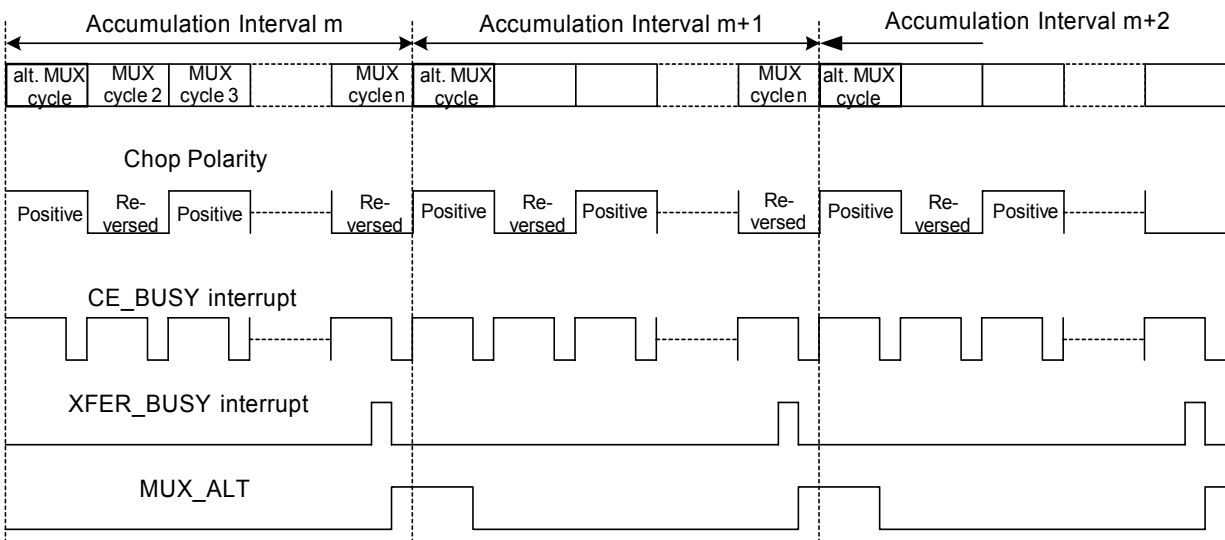 Accumulation Interval m Accumulation Interval m+1 Accumulation Interval m+2
alt. MUX MUX MUX MUX alt. MUX MUX alt. MUX
cycle cycle 2 cycle 3 cycle n cycle cycle n cycle
Chop Polarity
Positive Re- Positive Re- Positive Re- Positive Re- Positive Re- Positive
versed versed versed versed versed
CE_BUSY interrupt
XFER_BUSY interrupt
MUX_ALT